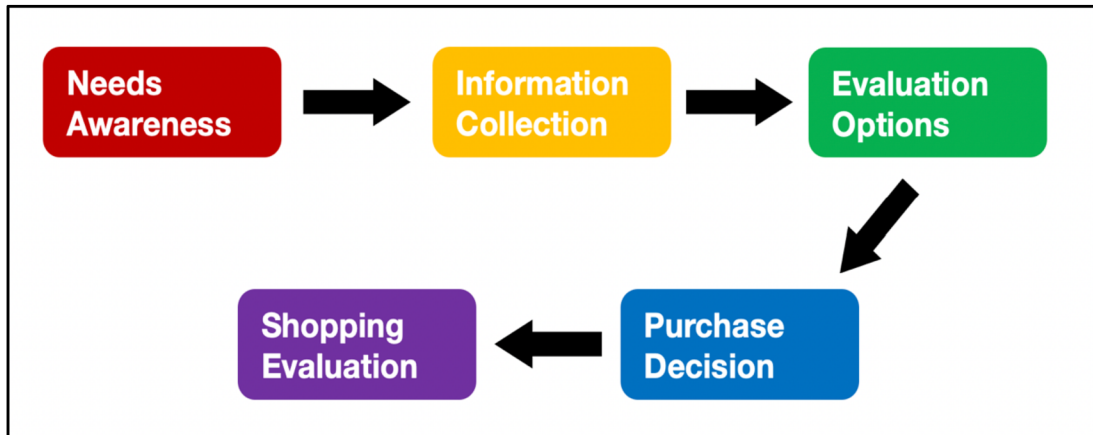 Needs
Awareness
Information
Collection
Evaluation
Options
Purchase
Decision
Shopping
Evaluation